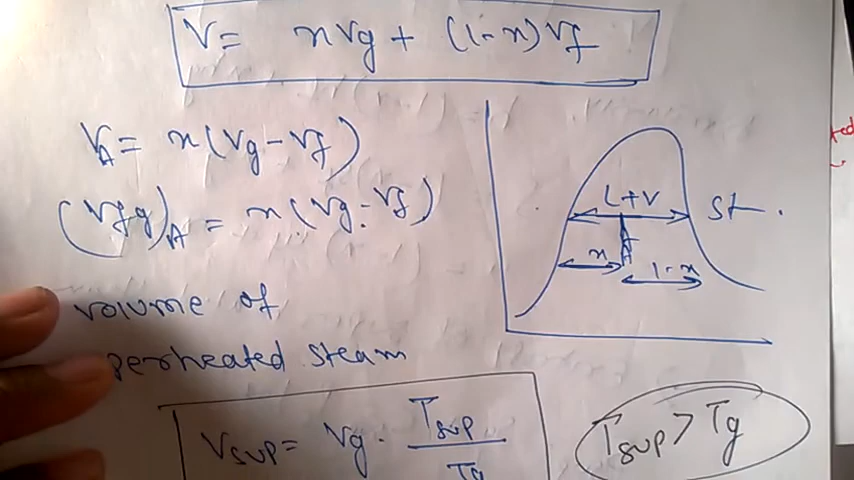 V = xVg + (1-x)Vf
VA = x(Vg-Vf)
(Vfg)A = x(Vg-Vf)
L+V
St.
A
x
1-x
volume of
perheated steam
Vsup = Vg. Tsup
Tg
Tsup > Tg